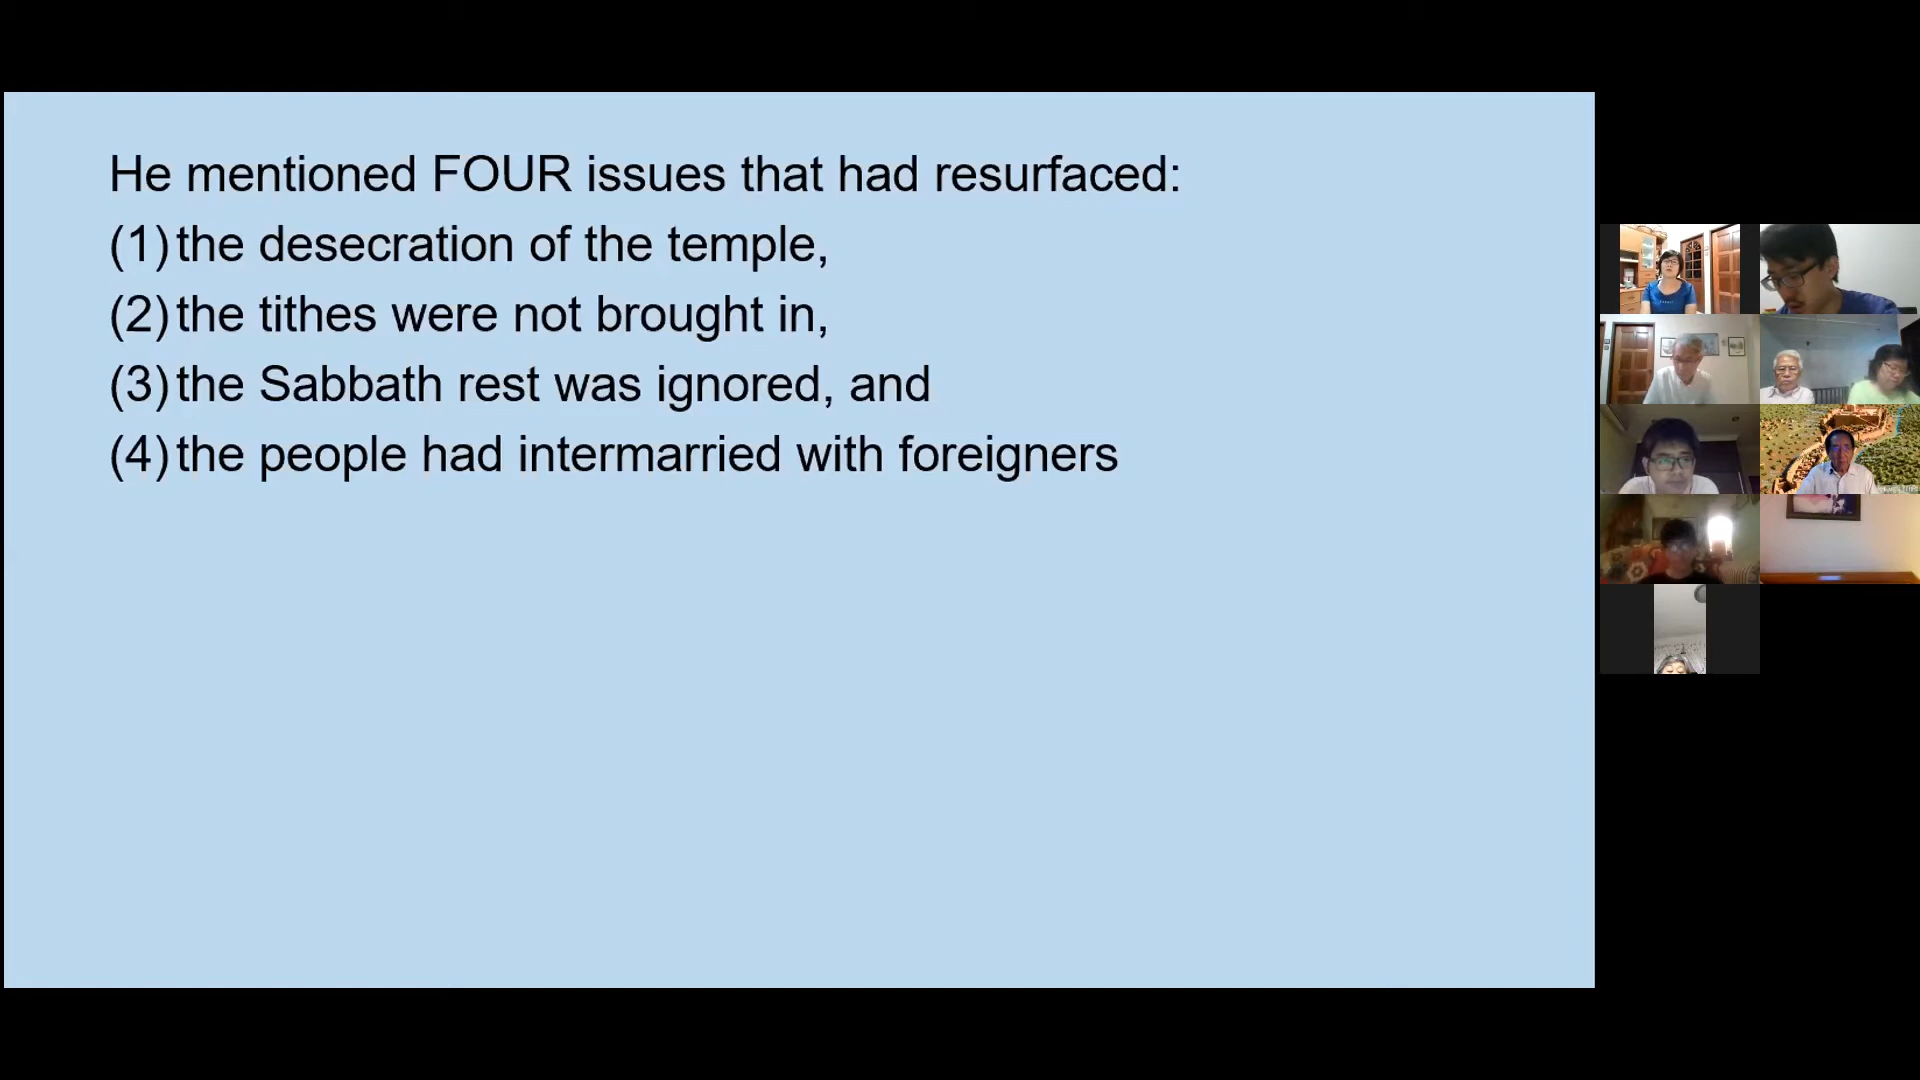 He mentioned FOUR issues that had resurfaced:
(1) the desecration of the temple,
(2) the tithes were not brought in,
(3) the Sabbath rest was ignored, and
(4) the people had intermarried with foreigners